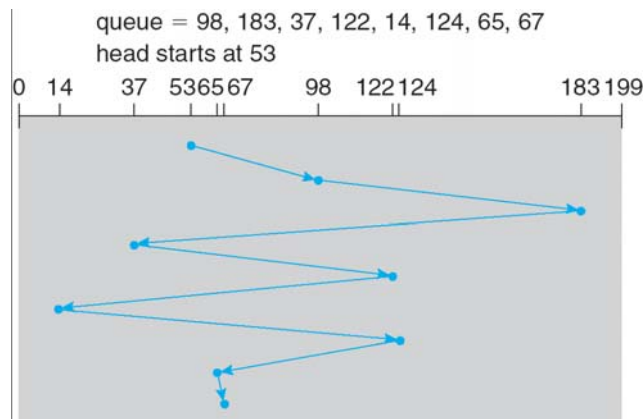 queue = 98, 183, 37, 122, 14, 124, 65, 67
head starts at 53
0 14 37 53 65 67 98 122 124 183 199